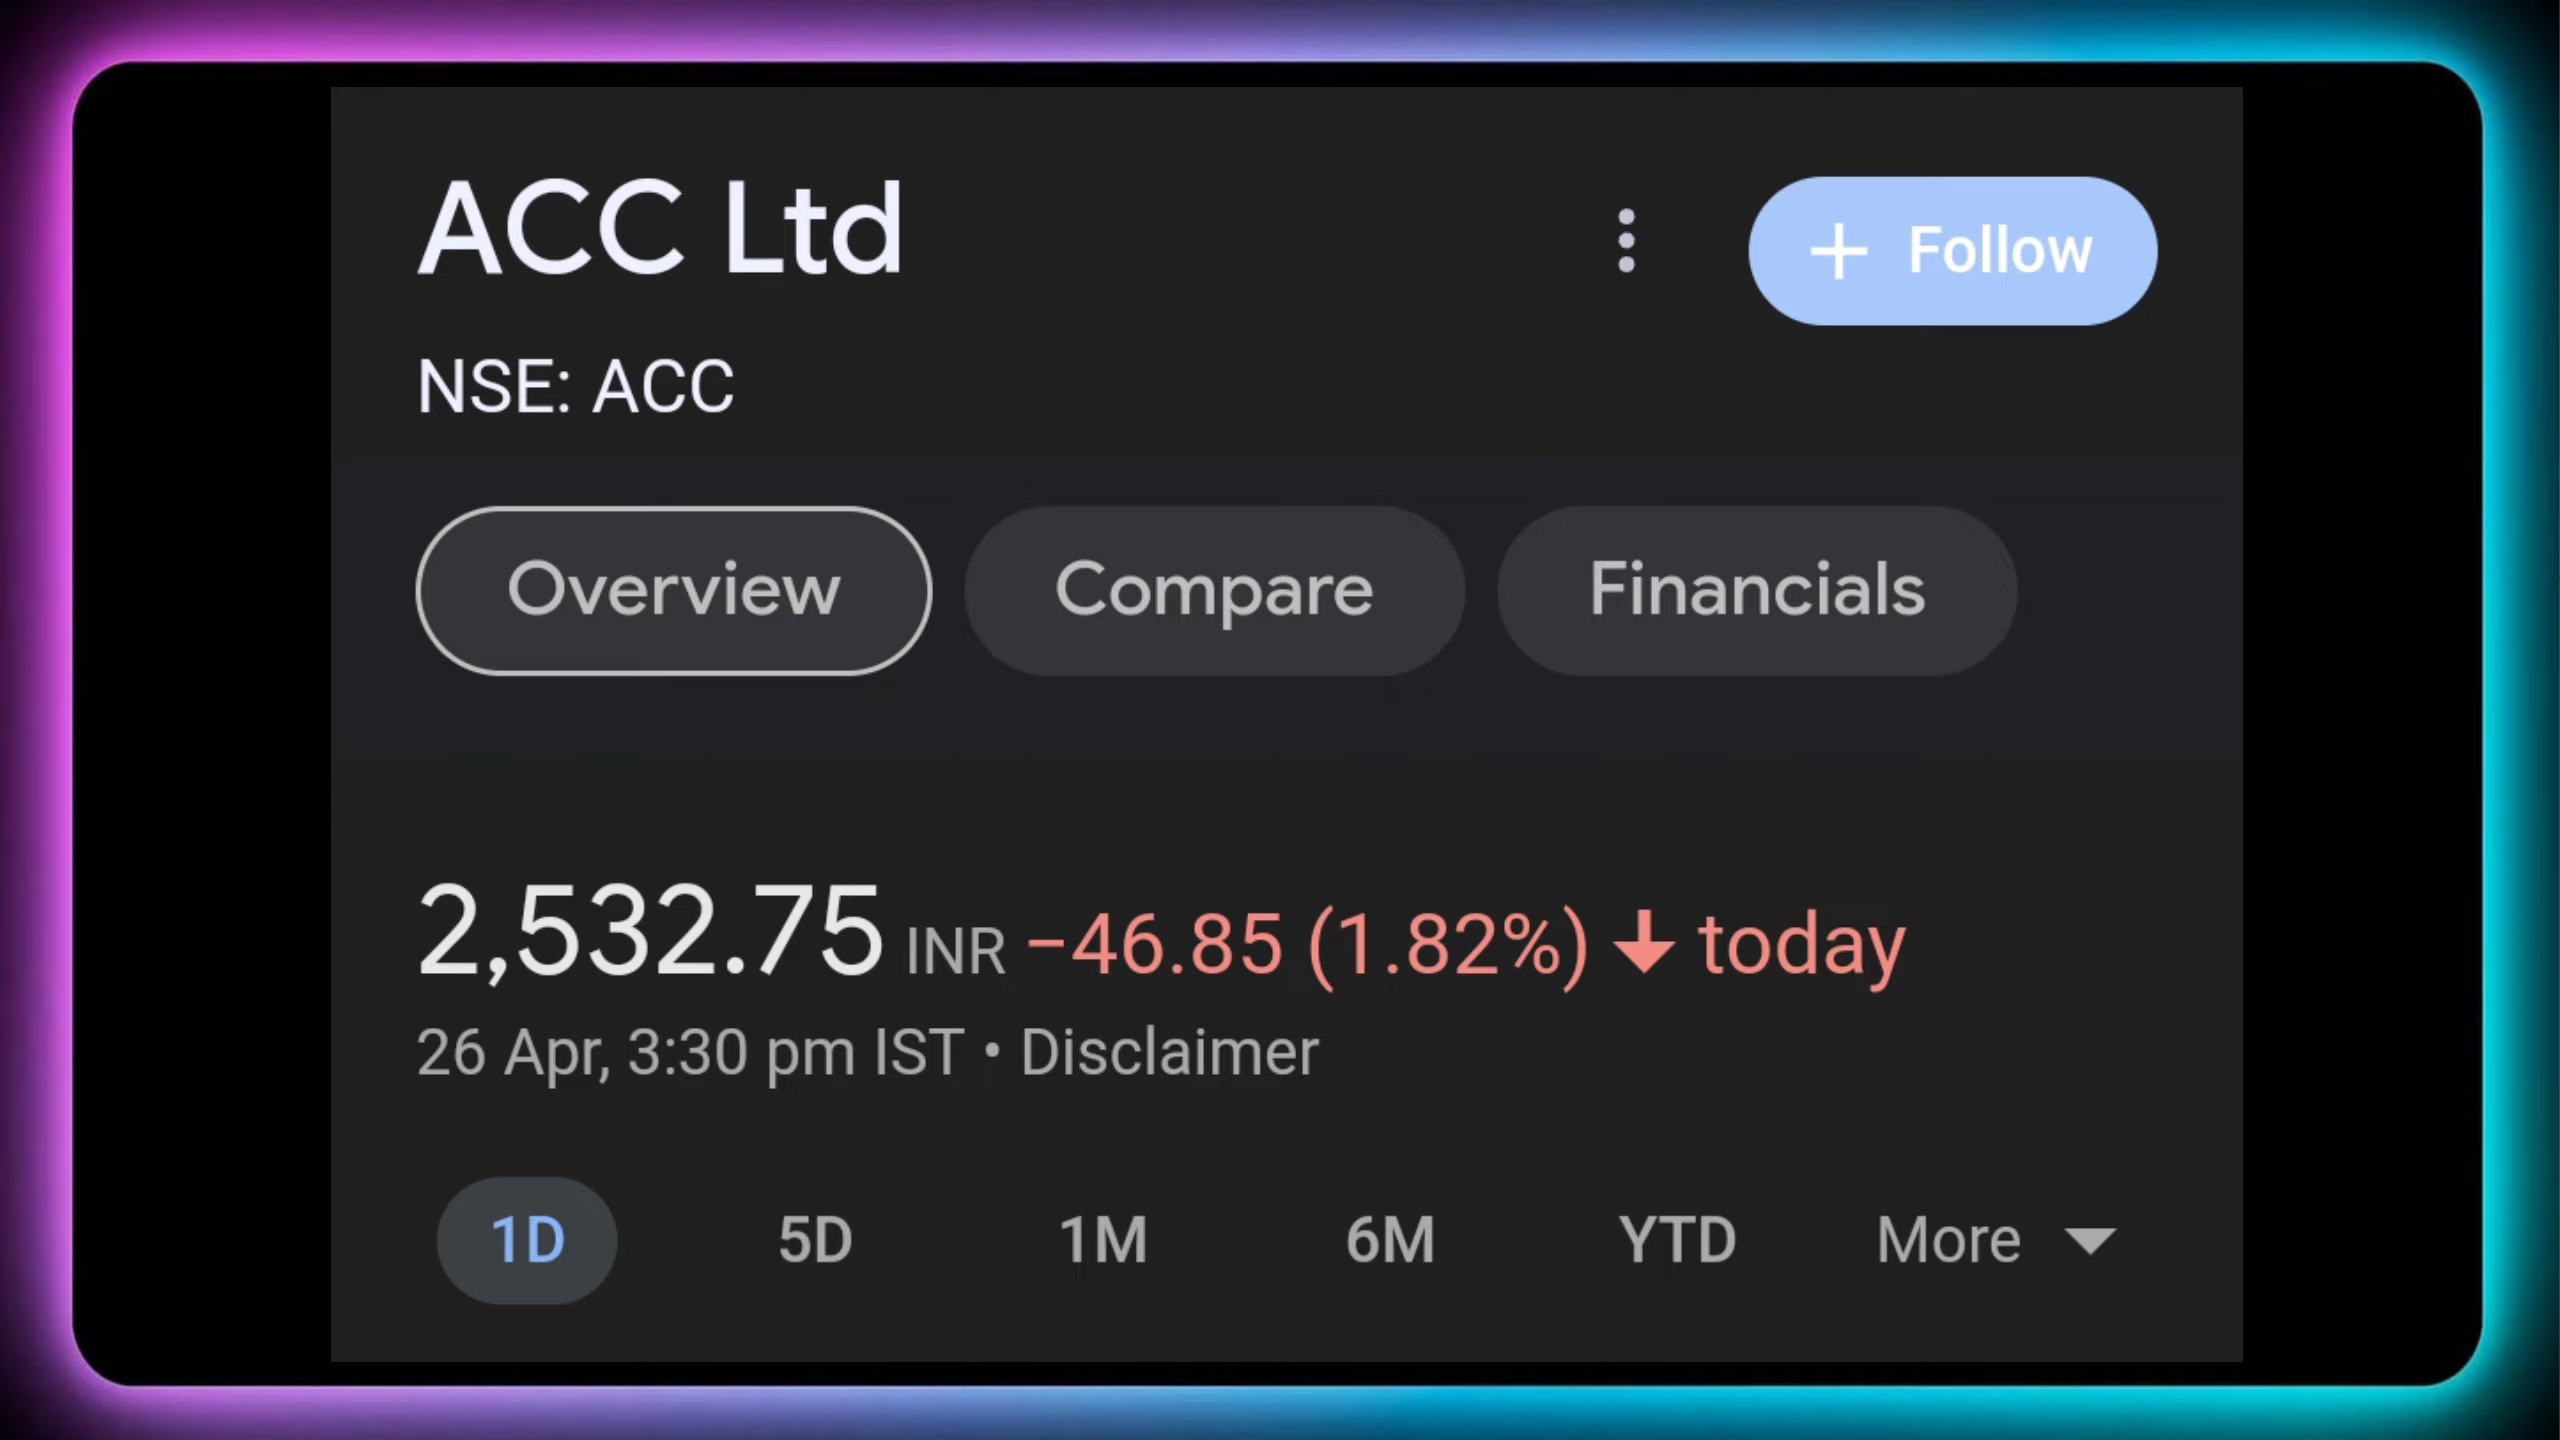 ACC Ltd
+ Follow
NSE: ACC
Overview Compare Financials
2,532.75 INR −46.85 (1.82%) ↓ today
26 Apr, 3:30 pm IST • Disclaimer
1D 5D 1M 6M YTD More